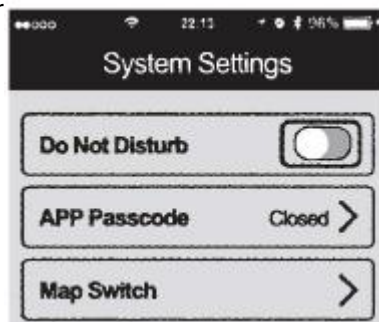 22:13 96%
System Settings
Do Not Disturb
APP Passcode Closed
Map Switch